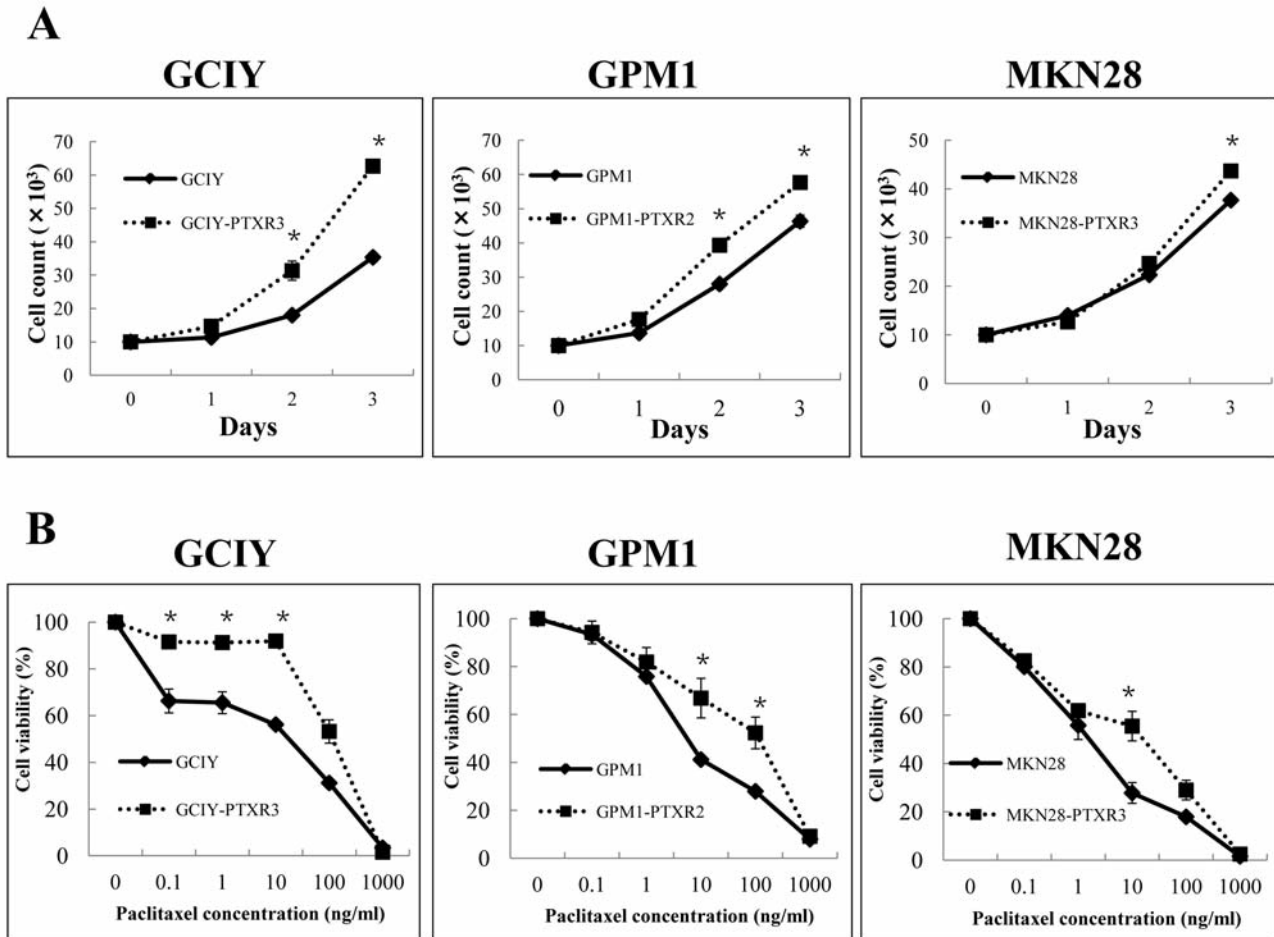 A
GCIY
GPM1
MKN28
Cell count ( × 10³)
70
60
50
40
30
20
10
0
*
*
GCIY
GCIY-PTXR3
0 1 2 3
Days
Cell count ( × 10³)
70
60
50
40
30
20
10
0
*
*
GPM1
GPM1-PTXR2
0 1 2 3
Days
Cell count ( × 10³)
50
40
30
20
10
0
*
MKN28
MKN28-PTXR3
0 1 2 3
Days
B
GCIY
GPM1
MKN28
Cell viability (%)
100
80
60
40
20
0
* * *
GCIY
GCIY-PTXR3
0 0.1 1 10 100 1000
Paclitaxel concentration (ng/ml)
Cell viability (%)
100
80
60
40
20
0
*
*
GPM1
GPM1-PTXR2
0 0.1 1 10 100 1000
Paclitaxel concentration (ng/ml)
Cell viability (%)
100
80
60
40
20
0
*
MKN28
MKN28-PTXR3
0 0.1 1 10 100 1000
Paclitaxel concentration (ng/ml)